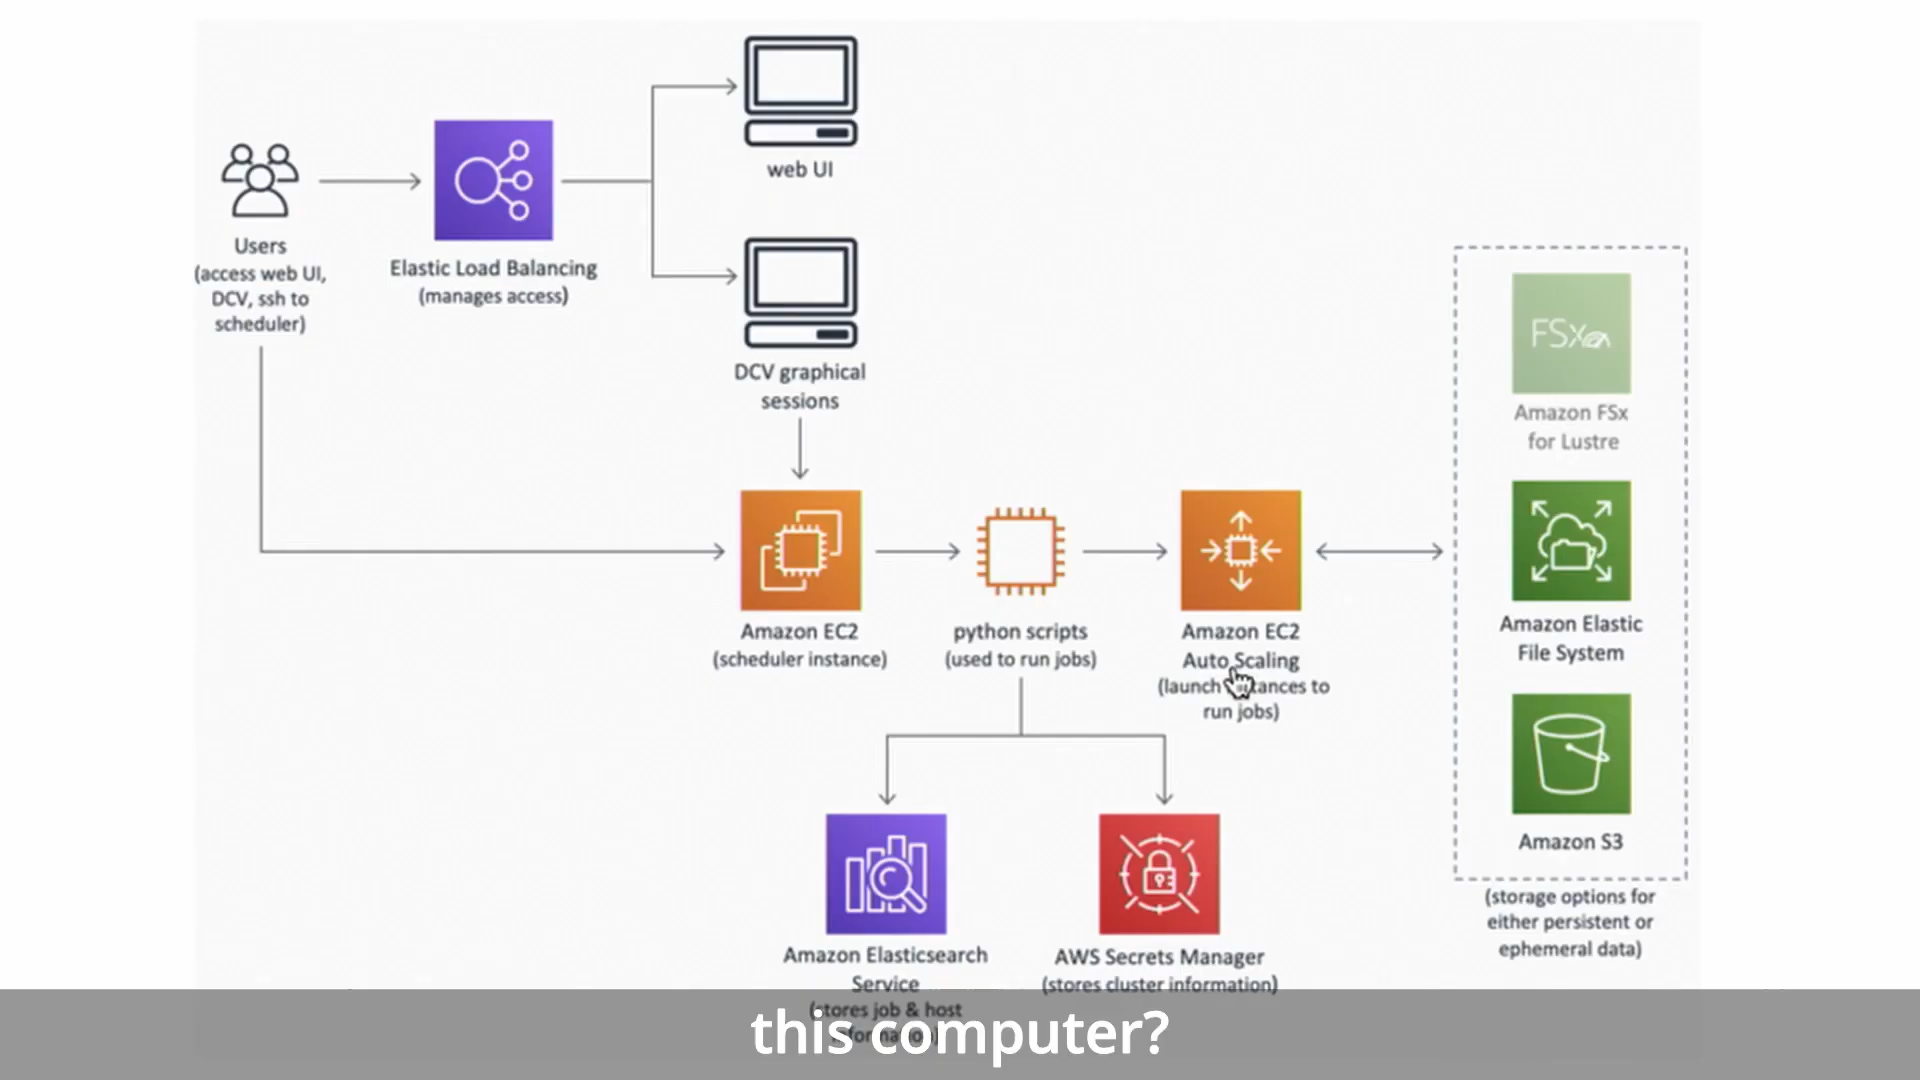 web UI
Users
(access web UI,
DCV, ssh to
scheduler)
Elastic Load Balancing
(manages access)
DCV graphical
sessions
FSx
Amazon FSx
for Lustre
Amazon EC2
(scheduler instance)
python scripts
(used to run jobs)
Amazon EC2
Auto Scaling
(launch tances to
run jobs)
Amazon Elastic
File System
Amazon S3
(storage options for
either persistent or
ephemeral data)
Amazon Elasticsearch
Service
(stores job & host
AWS Secrets Manager
(stores cluster information)
this computer?